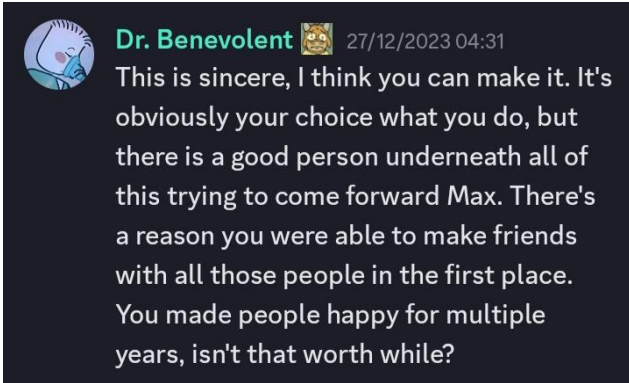 Dr. Benevolent 27/12/2023 04:31
This is sincere, I think you can make it. It's
obviously your choice what you do, but
there is a good person underneath all of
this trying to come forward Max. There's
a reason you were able to make friends
with all those people in the first place.
You made people happy for multiple
years, isn't that worth while?